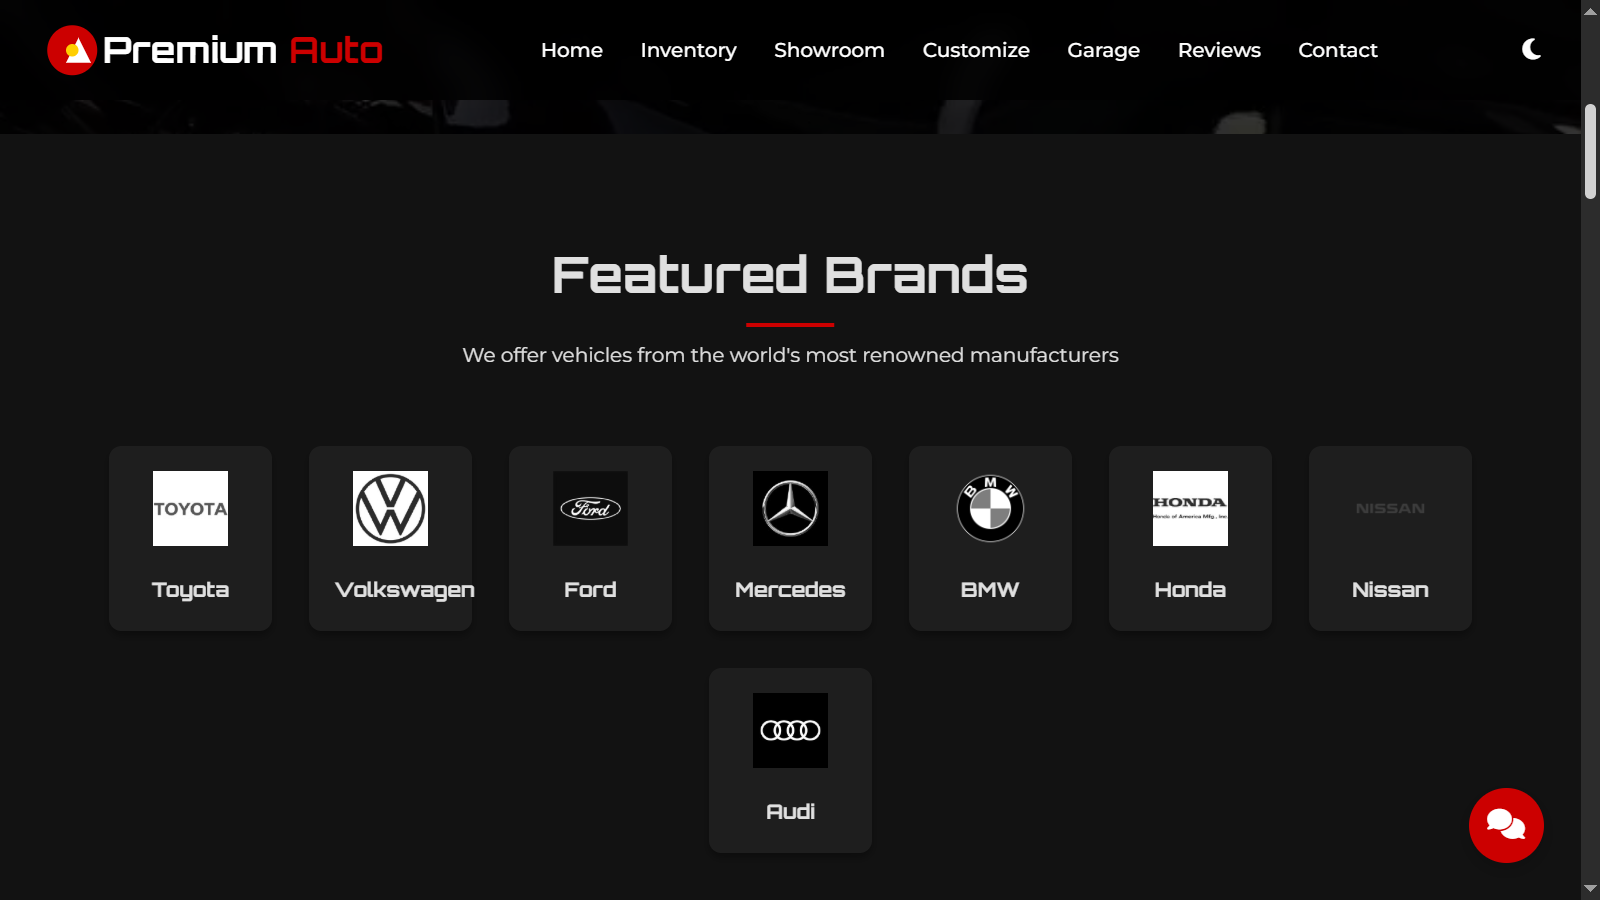 Premium Auto
Home Inventory Showroom Customize Garage Reviews Contact
Featured Brands
We offer vehicles from the world's most renowned manufacturers
TOYOTA
Ford
BMW
HONDA
Honda of America Mfg., Inc.
NISSAN
Toyota Volkswagen Ford Mercedes BMW Honda Nissan
Audi